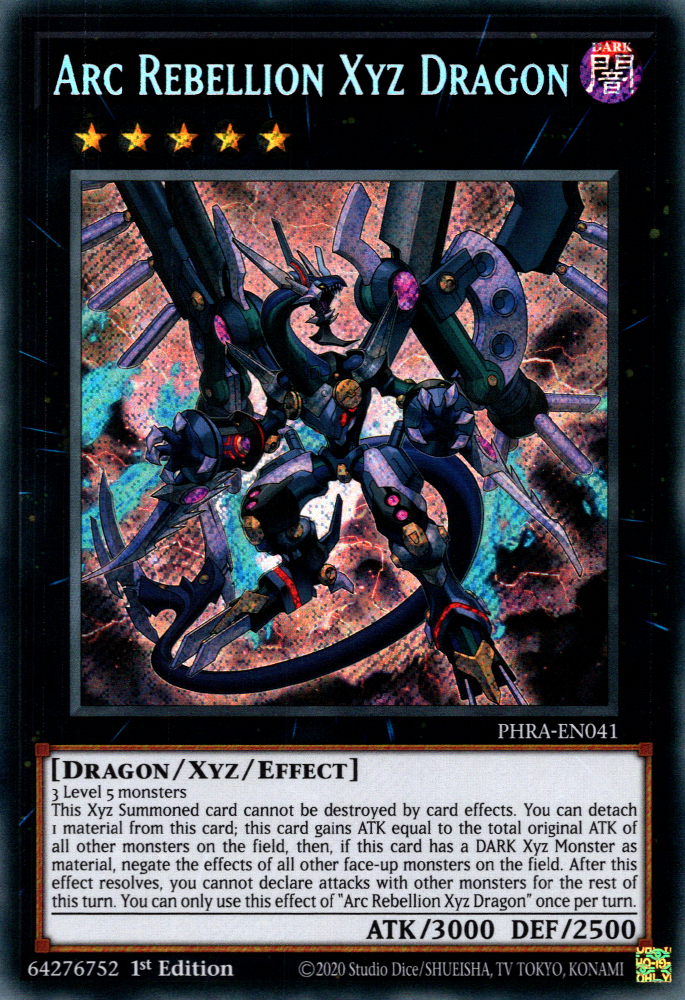 ARC REBELLION XYZ DRAGON
DARK
闇
PHRA-EN041
[DRAGON/XYZ/EFFECT]
3 Level 5 monsters
This Xyz Summoned card cannot be destroyed by card effects. You can detach
1 material from this card; this card gains ATK equal to the total original ATK of
all other monsters on the field, then, if this card has a DARK Xyz Monster as
material, negate the effects of all other face-up monsters on the field. After this
effect resolves, you cannot declare attacks with other monsters for the rest of
this turn. You can only use this effect of "Arc Rebellion Xyz Dragon" once per turn.
ATK/3000 DEF/2500
64276752 1st Edition ©2020 Studio Dice/SHUEISHA, TV TOKYO, KONAMI